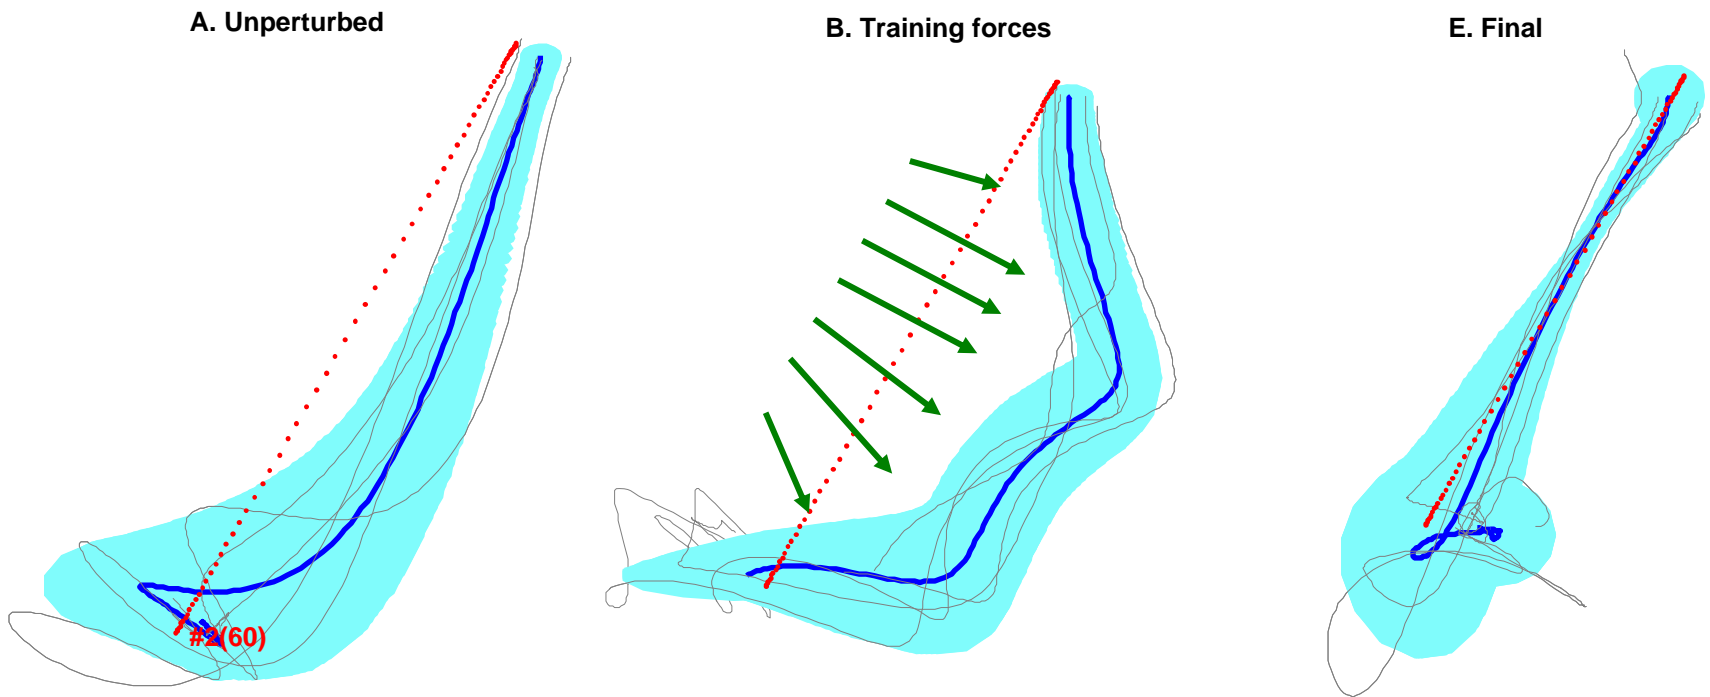 A. Unperturbed
B. Training forces
E. Final
#2(60)